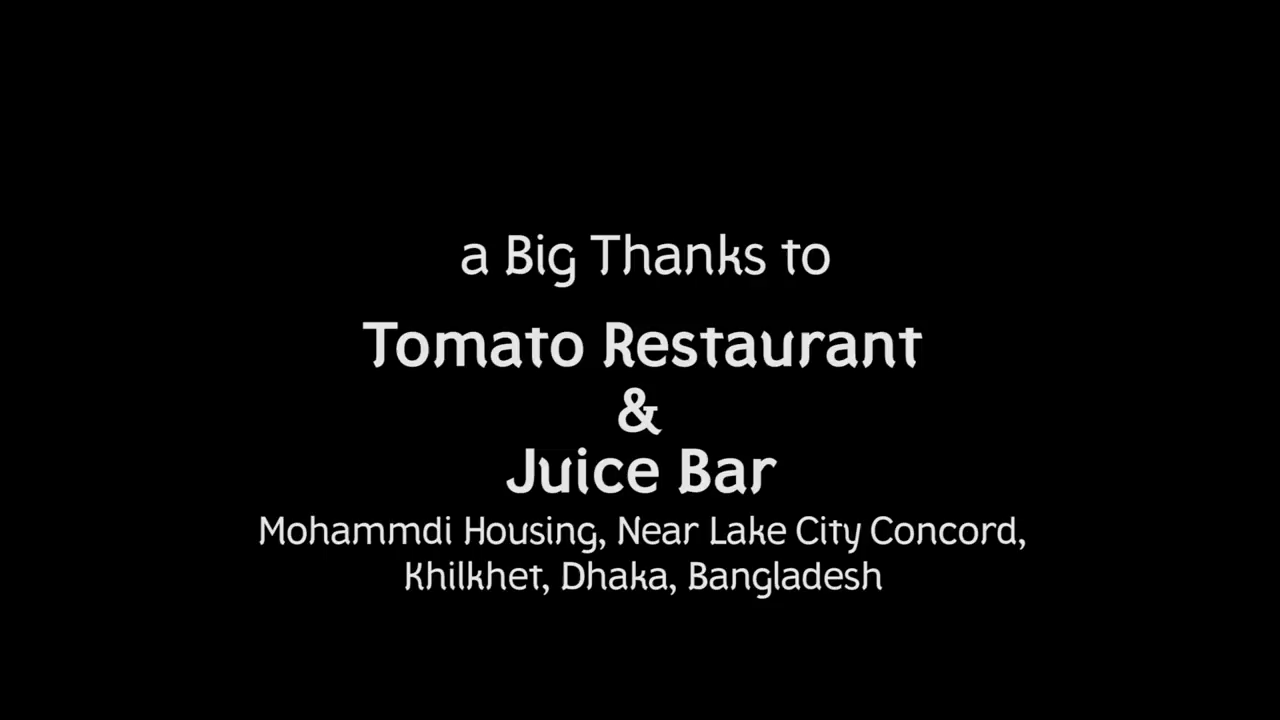 a Big Thanks to
Tomato Restaurant
&
Juice Bar
Mohammdi Housing, Near Lake City Concord,
Khilkhet, Dhaka, Bangladesh